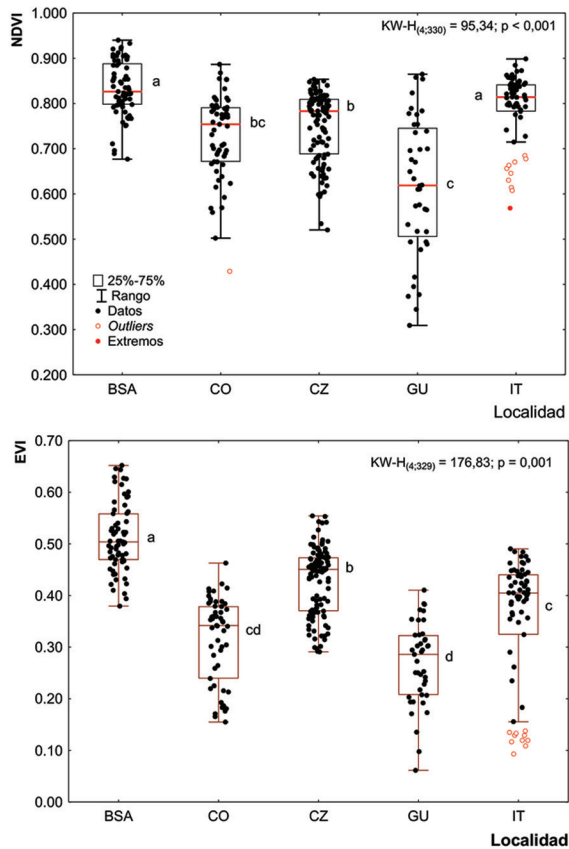 NDVI
KW-H(4;330) = 95,34; p < 0,001
1.000
0.900
0.800
0.700
0.600
0.500
0.400
0.300
0.200
a
bc
b
c
a
25%-75%
Rango
Datos
Outliers
Extremos
BSA CO CZ GU IT
Localidad
EVI
KW-H(4;329) = 176,83; p = 0,001
0.70
0.60
0.50
0.40
0.30
0.20
0.10
0.00
a
cd
b
d
c
BSA CO CZ GU IT
Localidad